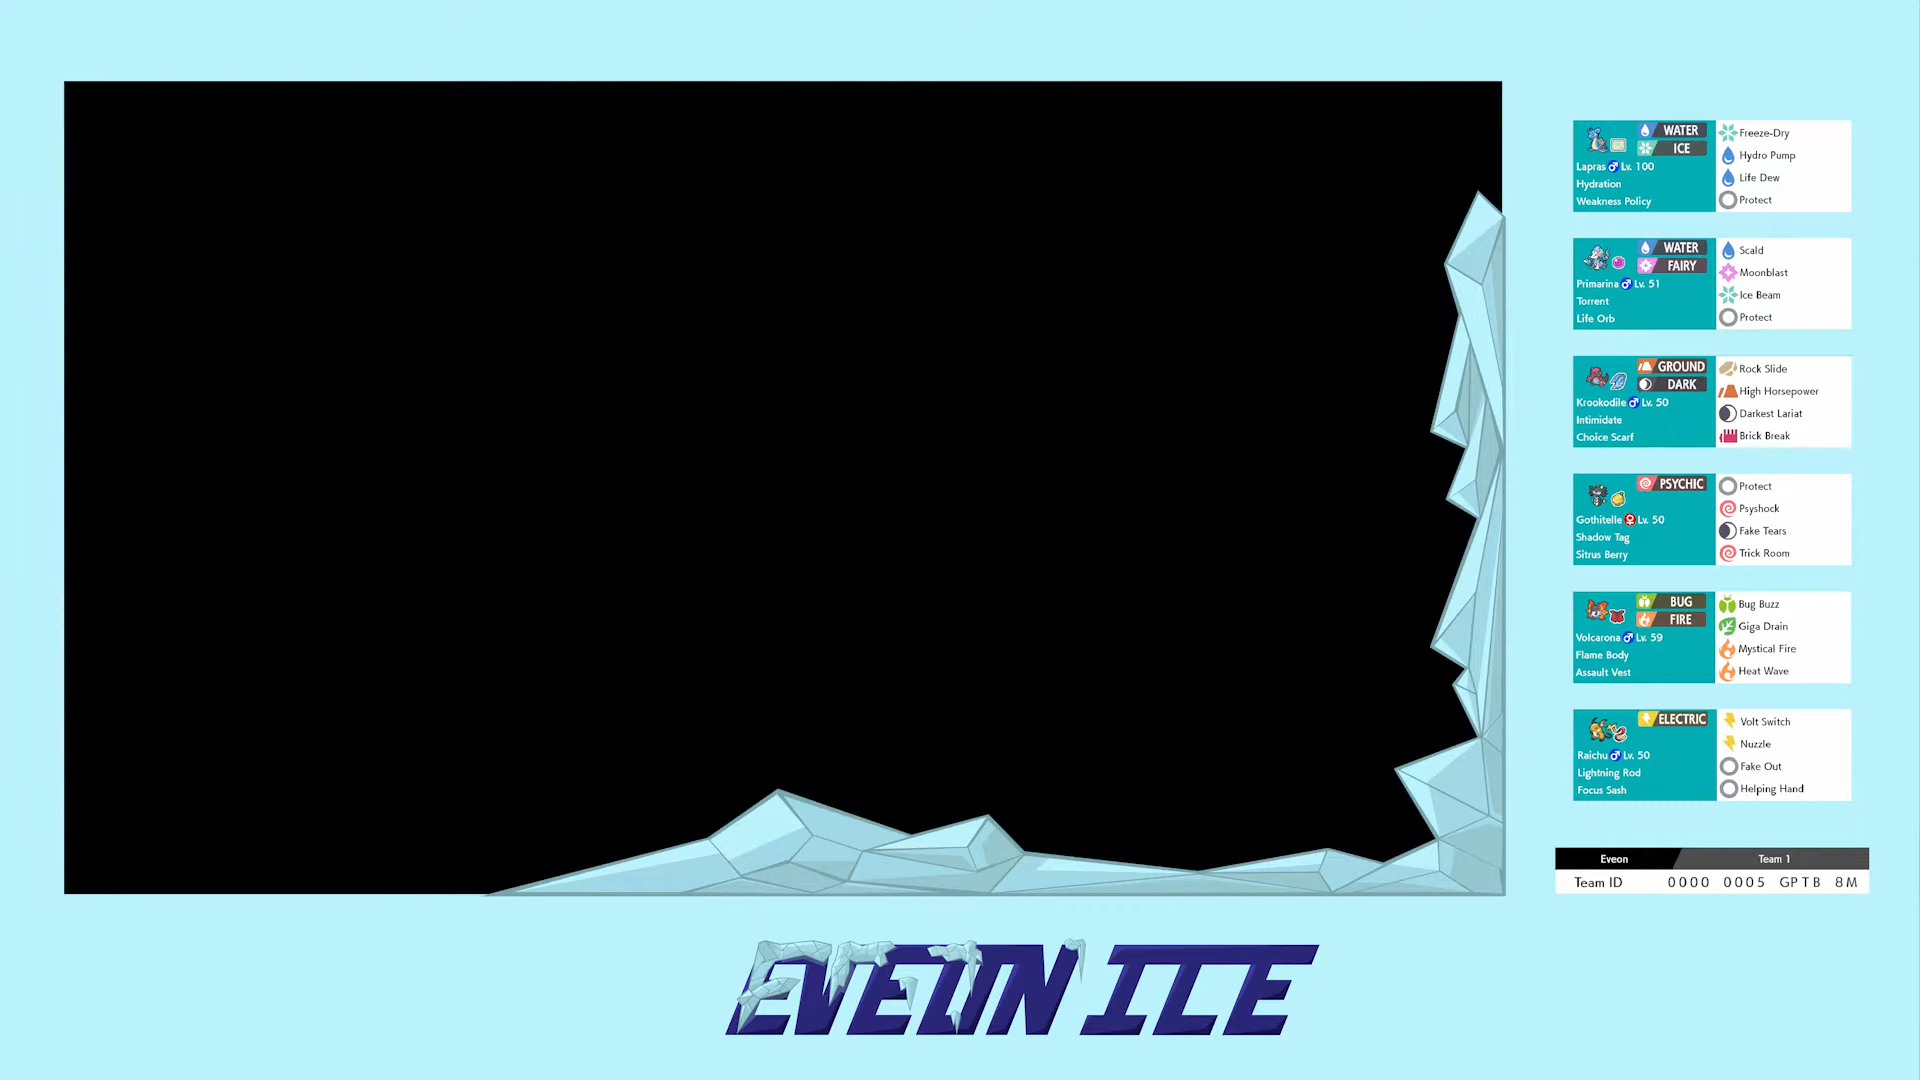 WATER
ICE
Lapras ♂ Lv. 100
Hydration
Weakness Policy
Freeze-Dry
Hydro Pump
Life Dew
Protect
WATER
FAIRY
Primarina ♂ Lv. 51
Torrent
Life Orb
Scald
Moonblast
Ice Beam
Protect
GROUND
DARK
Krookodile ♂ Lv. 50
Intimidate
Choice Scarf
Rock Slide
High Horsepower
Darkest Lariat
Brick Break
PSYCHIC
Gothitelle ♀ Lv. 50
Shadow Tag
Sitrus Berry
Protect
Psyshock
Fake Tears
Trick Room
BUG
FIRE
Volcarona ♂ Lv. 59
Flame Body
Assault Vest
Bug Buzz
Giga Drain
Mystical Fire
Heat Wave
ELECTRIC
Raichu ♂ Lv. 50
Lightning Rod
Focus Sash
Volt Switch
Nuzzle
Fake Out
Helping Hand
Eveon Team 1
Team ID 0000 0005 GPTB 8M
EVEON ICE